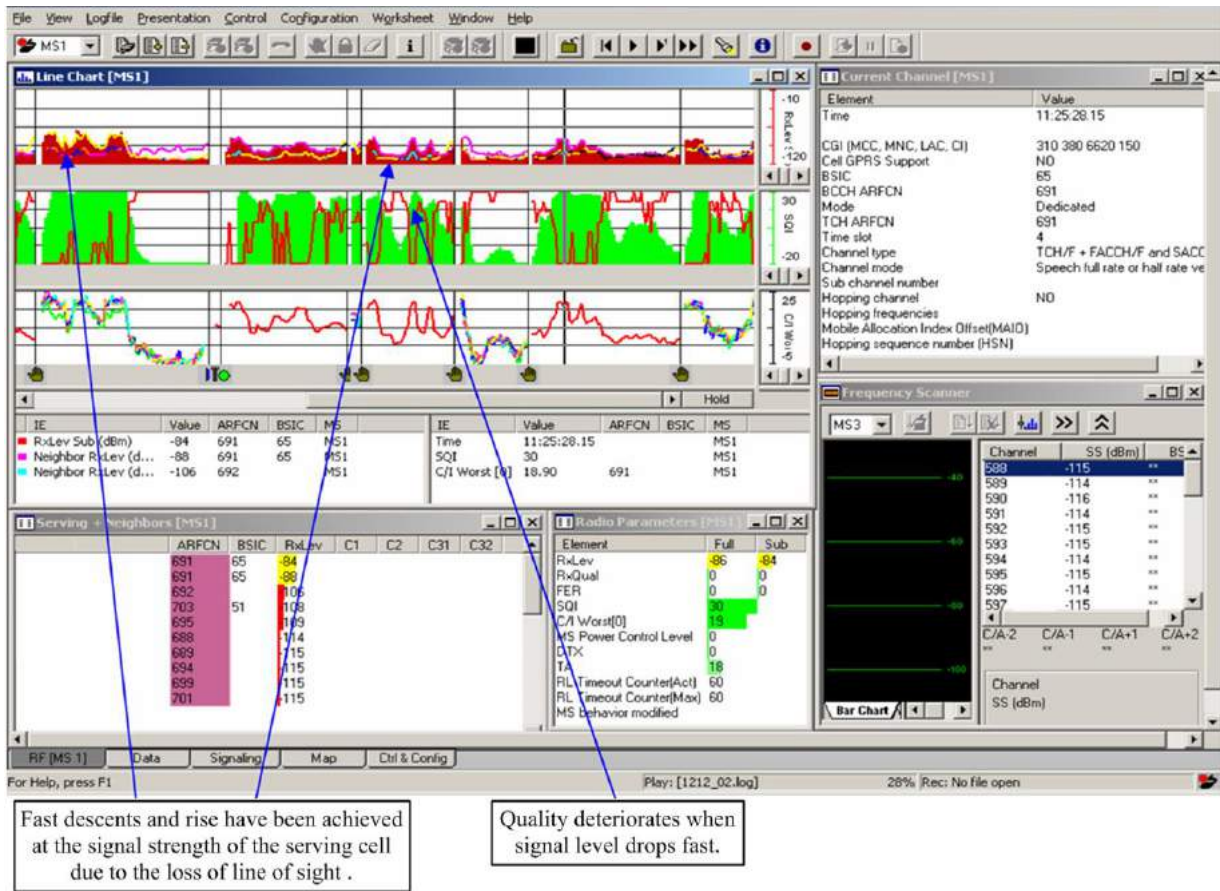 File View Logfile Presentation Control Configuration Worksheet Window Help
MS1
Line Chart [MS1]
-10
RxLev
-120
30
SQI
-20
25
C/I Wors
-5
Hold
IE Value ARFCN BSIC MS
RxLev Sub (dBm) -84 691 65 MS1
Neighbor RxLev (d... -88 691 65 MS1
Neighbor RxLev (d... -106 692 MS1
IE Value ARFCN BSIC MS
Time 11:25:28.15 MS1
SQI 30 MS1
C/I Worst [0] 18.90 691 MS1
Current Channel [MS1]
Element Value
Time 11:25:28.15
CGI (MCC, MNC, LAC, CI) 310 380 6620 150
Cell GPRS Support NO
BSIC 65
BCCH ARFCN 691
Mode Dedicated
TCH ARFCN 691
Time slot 4
Channel type TCH/F + FACCH/F and SACC
Channel mode Speech full rate or half rate ve
Sub channel number
Hopping channel NO
Hopping frequencies
Mobile Allocation Index Offset(MAIO)
Hopping sequence number (HSN)
Frequency Scanner
MS3
-40
-60
-80
-100
Bar Chart
Channel SS (dBm) BS
588 -115 **
589 -114 **
590 -116 **
591 -114 **
592 -115 **
593 -115 **
594 -114 **
595 -115 **
596 -114 **
597 -115 **
C/A-2 C/A-1 C/A+1 C/A+2
** ** ** **
Channel
SS (dBm)
Serving + Neighbors [MS1]
ARFCN BSIC RxLev C1 C2 C31 C32
691 65 -84
691 65 -88
692 -106
703 51 -108
695 -109
688 -114
689 -115
694 -115
699 -115
701 -115
Radio Parameters [MS1]
Element Full Sub
RxLev -86 -84
RxQual 0 0
FER 0 0
SQI 30
C/I Worst[0] 19
MS Power Control Level 0
DTX 0
TA 18
RL Timeout Counter(Act) 60
RL Timeout Counter(Max) 60
MS behavior modified
RF [MS 1] Data Signaling Map Ctrl & Config
For Help, press F1 Play: [1212_02.log] 28% Rec: No file open
Fast descents and rise have been achieved
at the signal strength of the serving cell
due to the loss of line of sight .
Quality deteriorates when
signal level drops fast.